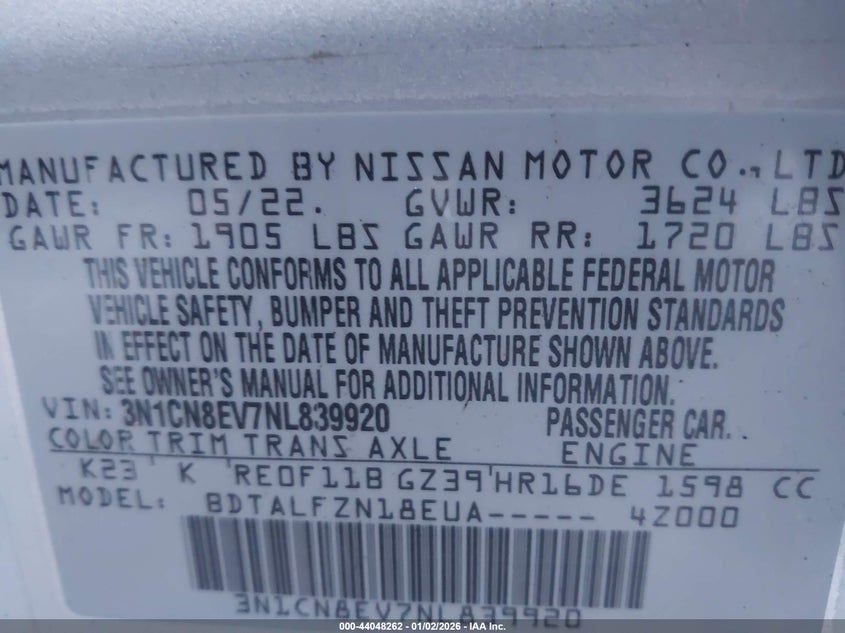 MANUFACTURED BY NISSAN MOTOR CO., LTD
DATE: 05/22. GVWR: 3624 LBS
GAWR FR: 1905 LBS GAWR RR: 1720 LBS
THIS VEHICLE CONFORMS TO ALL APPLICABLE FEDERAL MOTOR
VEHICLE SAFETY, BUMPER AND THEFT PREVENTION STANDARDS
IN EFFECT ON THE DATE OF MANUFACTURE SHOWN ABOVE.
SEE OWNER'S MANUAL FOR ADDITIONAL INFORMATION.
VIN: 3N1CN8EV7NL839920 PASSENGER CAR.
COLOR TRIM TRANS AXLE ENGINE
K23 K RE0F11B GZ39 HR16DE 1598 CC
MODEL: BDTALFZN18EUA----- 4Z000
3N1CN8EV7NL839920
000-44048262 - 01/02/2026 - IAA Inc.